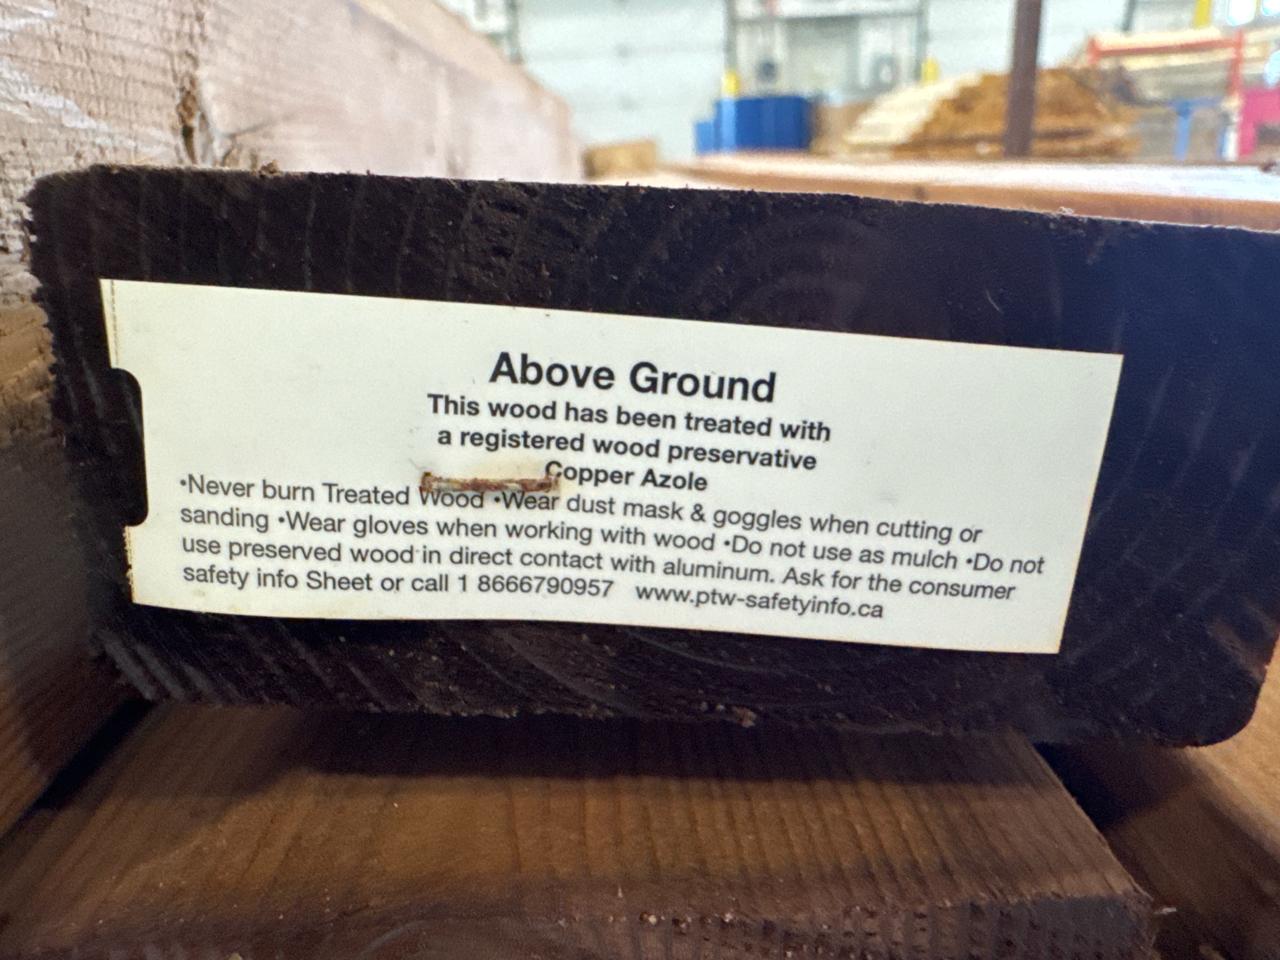 Above Ground
This wood has been treated with
a registered wood preservative
Copper Azole
•Never burn Treated Wood •Wear dust mask & goggles when cutting or
sanding •Wear gloves when working with wood •Do not use as mulch •Do not
use preserved wood in direct contact with aluminum. Ask for the consumer
safety info Sheet or call 1 8666790957 www.ptw-safetyinfo.ca